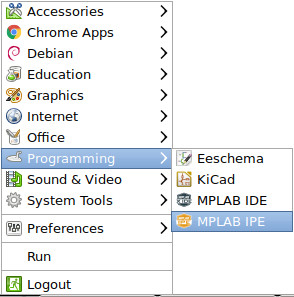 Accessories
Chrome Apps
Debian
Education
Graphics
Internet
Office
Programming
Sound & Video
System Tools
Preferences
Run
Logout
Eeschema
KiCad
MPLAB IDE
MPLAB IPE